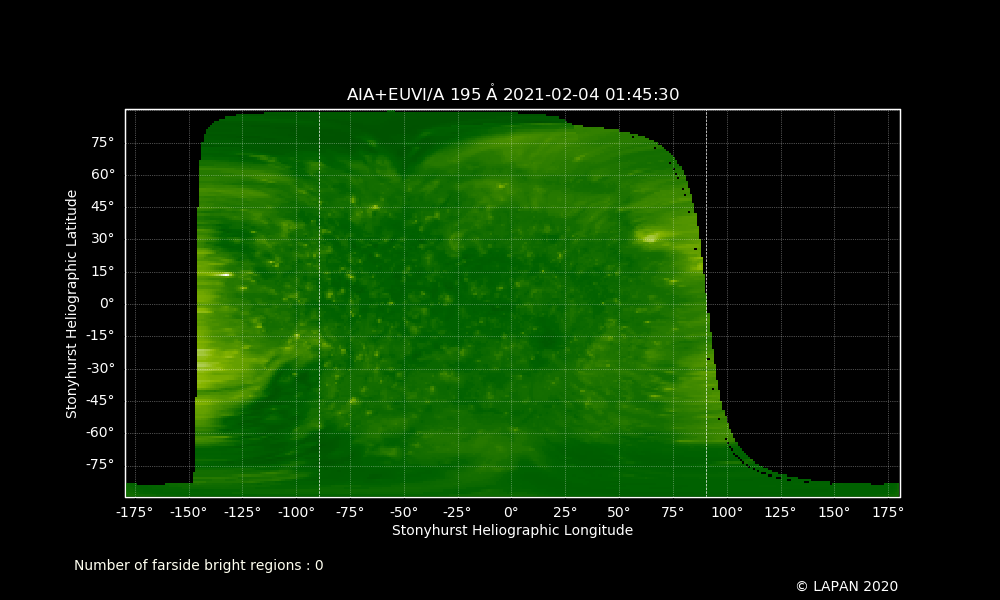 AIA+EUVI/A 195 Å 2021-02-04 01:45:30
Stonyhurst Heliographic Latitude
75°
60°
45°
30°
15°
0°
-15°
-30°
-45°
-60°
-75°
-175° -150° -125° -100° -75° -50° -25° 0° 25° 50° 75° 100° 125° 150° 175°
Stonyhurst Heliographic Longitude
Number of farside bright regions : 0
© LAPAN 2020